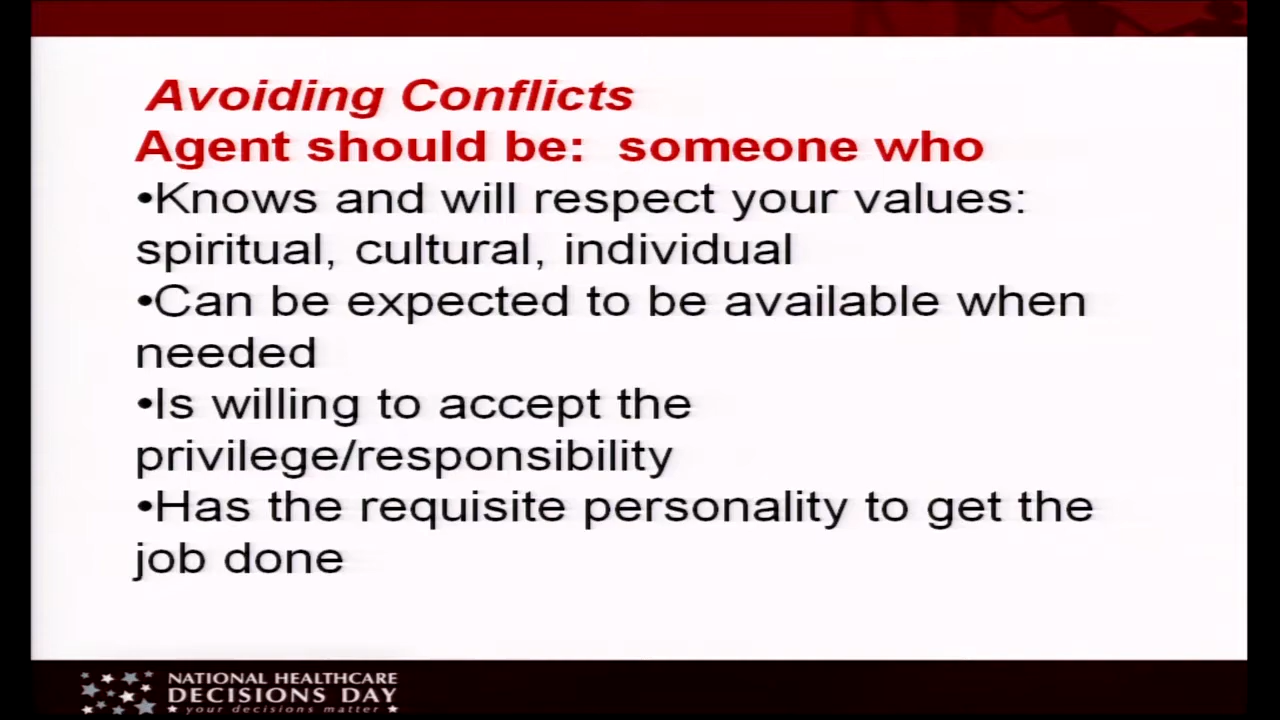 Avoiding Conflicts
Agent should be: someone who
•Knows and will respect your values:
spiritual, cultural, individual
•Can be expected to be available when
needed
•Is willing to accept the
privilege/responsibility
•Has the requisite personality to get the
job done
NATIONAL HEALTHCARE
DECISIONS DAY
★ your decisions matter ★